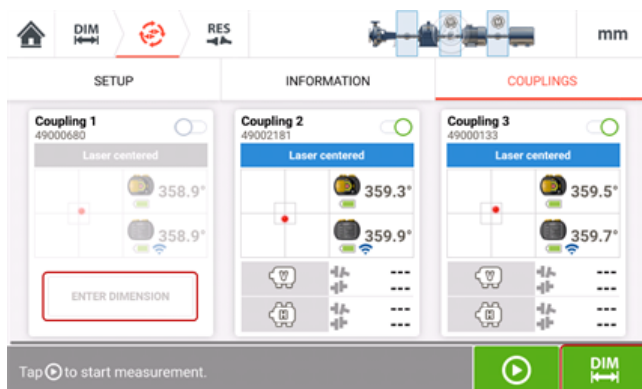 DIM
RES
mm
SETUP
INFORMATION
COUPLINGS
Coupling 1
49000680
Laser centered
358.9°
358.9°
ENTER DIMENSION
Coupling 2
49002181
Laser centered
359.3°
359.9°
V
---
---
H
---
---
Coupling 3
49000133
Laser centered
359.5°
359.7°
V
---
---
H
---
---
Tap to start measurement.
DIM